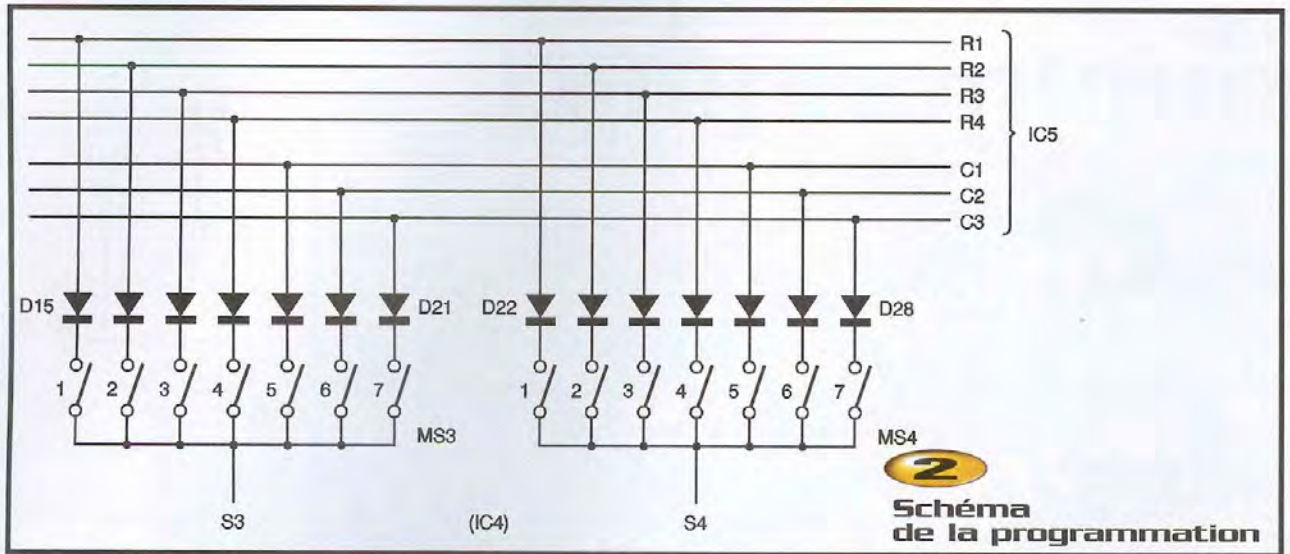 R1
R2
R3
R4
IC5
C1
C2
C3
D15
D21
D22
D28
1 2 3 4 5 6 7
1 2 3 4 5 6 7
MS3
MS4
S3
(IC4)
S4
2
Schéma
de la programmation